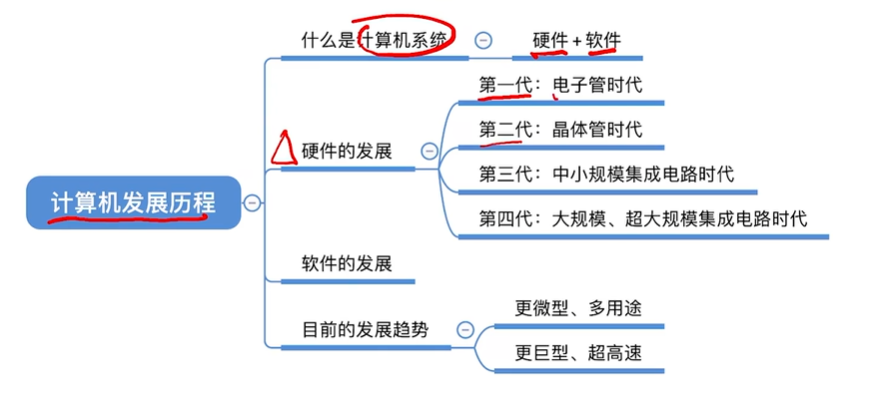 什么是计算机系统
硬件+软件
第一代：电子管时代
第二代：晶体管时代
硬件的发展
第三代：中小规模集成电路时代
计算机发展历程
第四代：大规模、超大规模集成电路时代
软件的发展
目前的发展趋势
更微型、多用途
更巨型、超高速